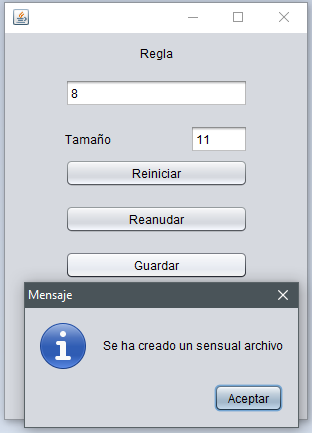 Regla
8
Tamaño
11
Reiniciar
Reanudar
Guardar
Mensaje
Se ha creado un sensual archivo
Aceptar